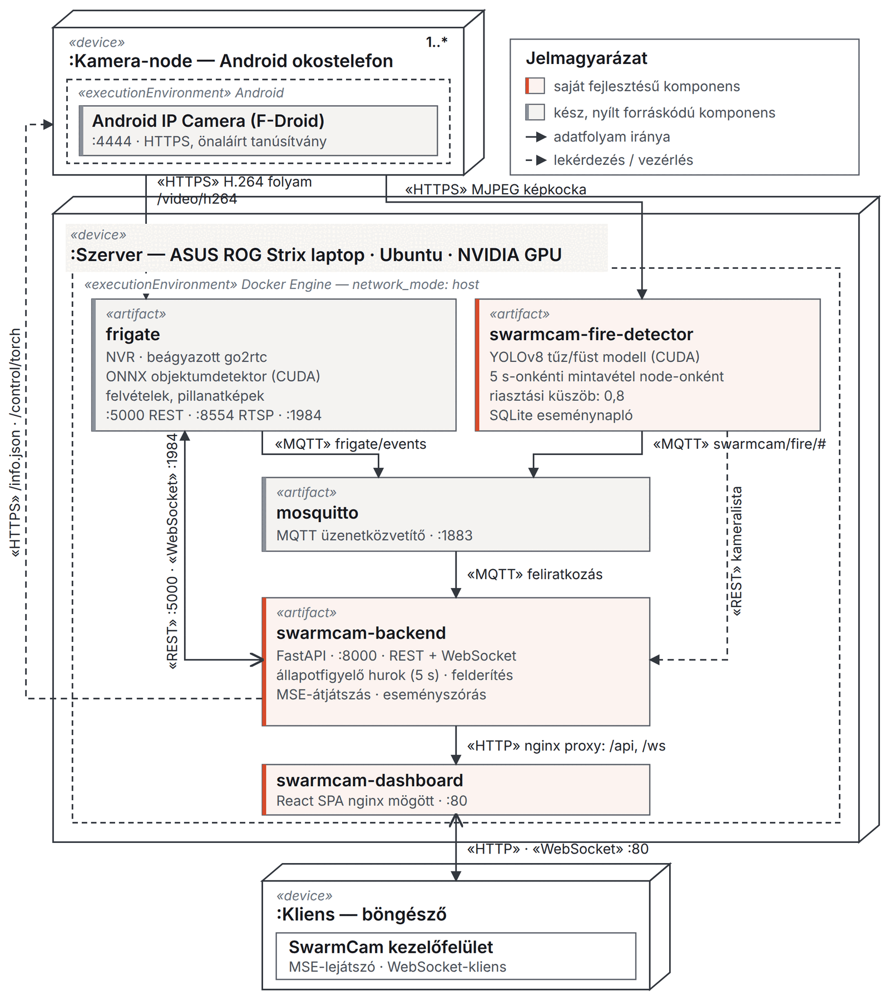 «device»
1..*
:Kamera-node — Android okostelefon
«executionEnvironment» Android
Android IP Camera (F-Droid)
:4444 · HTTPS, önaláírt tanúsítvány
Jelmagyarázat
saját fejlesztésű komponens
kész, nyílt forráskódú komponens
adatfolyam iránya
lekérdezés / vezérlés
«HTTPS» H.264 folyam
/video/h264
«HTTPS» MJPEG képkocka
«device»
:Szerver — ASUS ROG Strix laptop · Ubuntu · NVIDIA GPU
«executionEnvironment» Docker Engine — network_mode: host
«artifact»
frigate
NVR · beágyazott go2rtc
ONNX objektumdetektor (CUDA)
felvételek, pillanatképek
:5000 REST · :8554 RTSP · :1984
«artifact»
swarmcam-fire-detector
YOLOv8 tűz/füst modell (CUDA)
5 s-onkénti mintavétel node-onként
riasztási küszöb: 0,8
SQLite eseménynapló
«HTTPS» /info.json · /control/torch
«REST» :5000 · «WebSocket» :1984
«MQTT» frigate/events
«MQTT» swarmcam/fire/#
«artifact»
mosquitto
MQTT üzenetközvetítő · :1883
«REST» kameralista
«MQTT» feliratkozás
«artifact»
swarmcam-backend
FastAPI · :8000 · REST + WebSocket
állapotfigyelő hurok (5 s) · felderítés
MSE-átjátszás · eseményszórás
«HTTP» nginx proxy: /api, /ws
swarmcam-dashboard
React SPA nginx mögött · :80
«HTTP» · «WebSocket» :80
«device»
:Kliens — böngésző
SwarmCam kezelőfelület
MSE-lejátszó · WebSocket-kliens